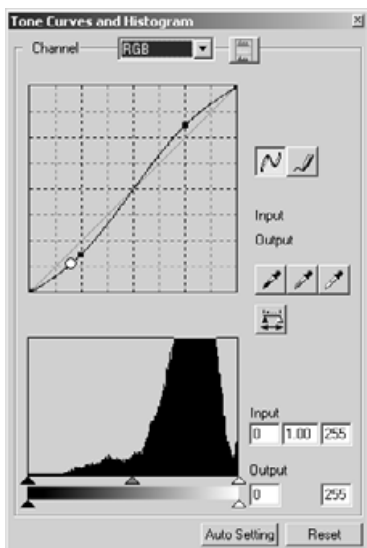 Tone Curves and Histogram
Channel RGB
Input
Output
Input
0 1.00 255
Output
0 255
Auto Setting Reset